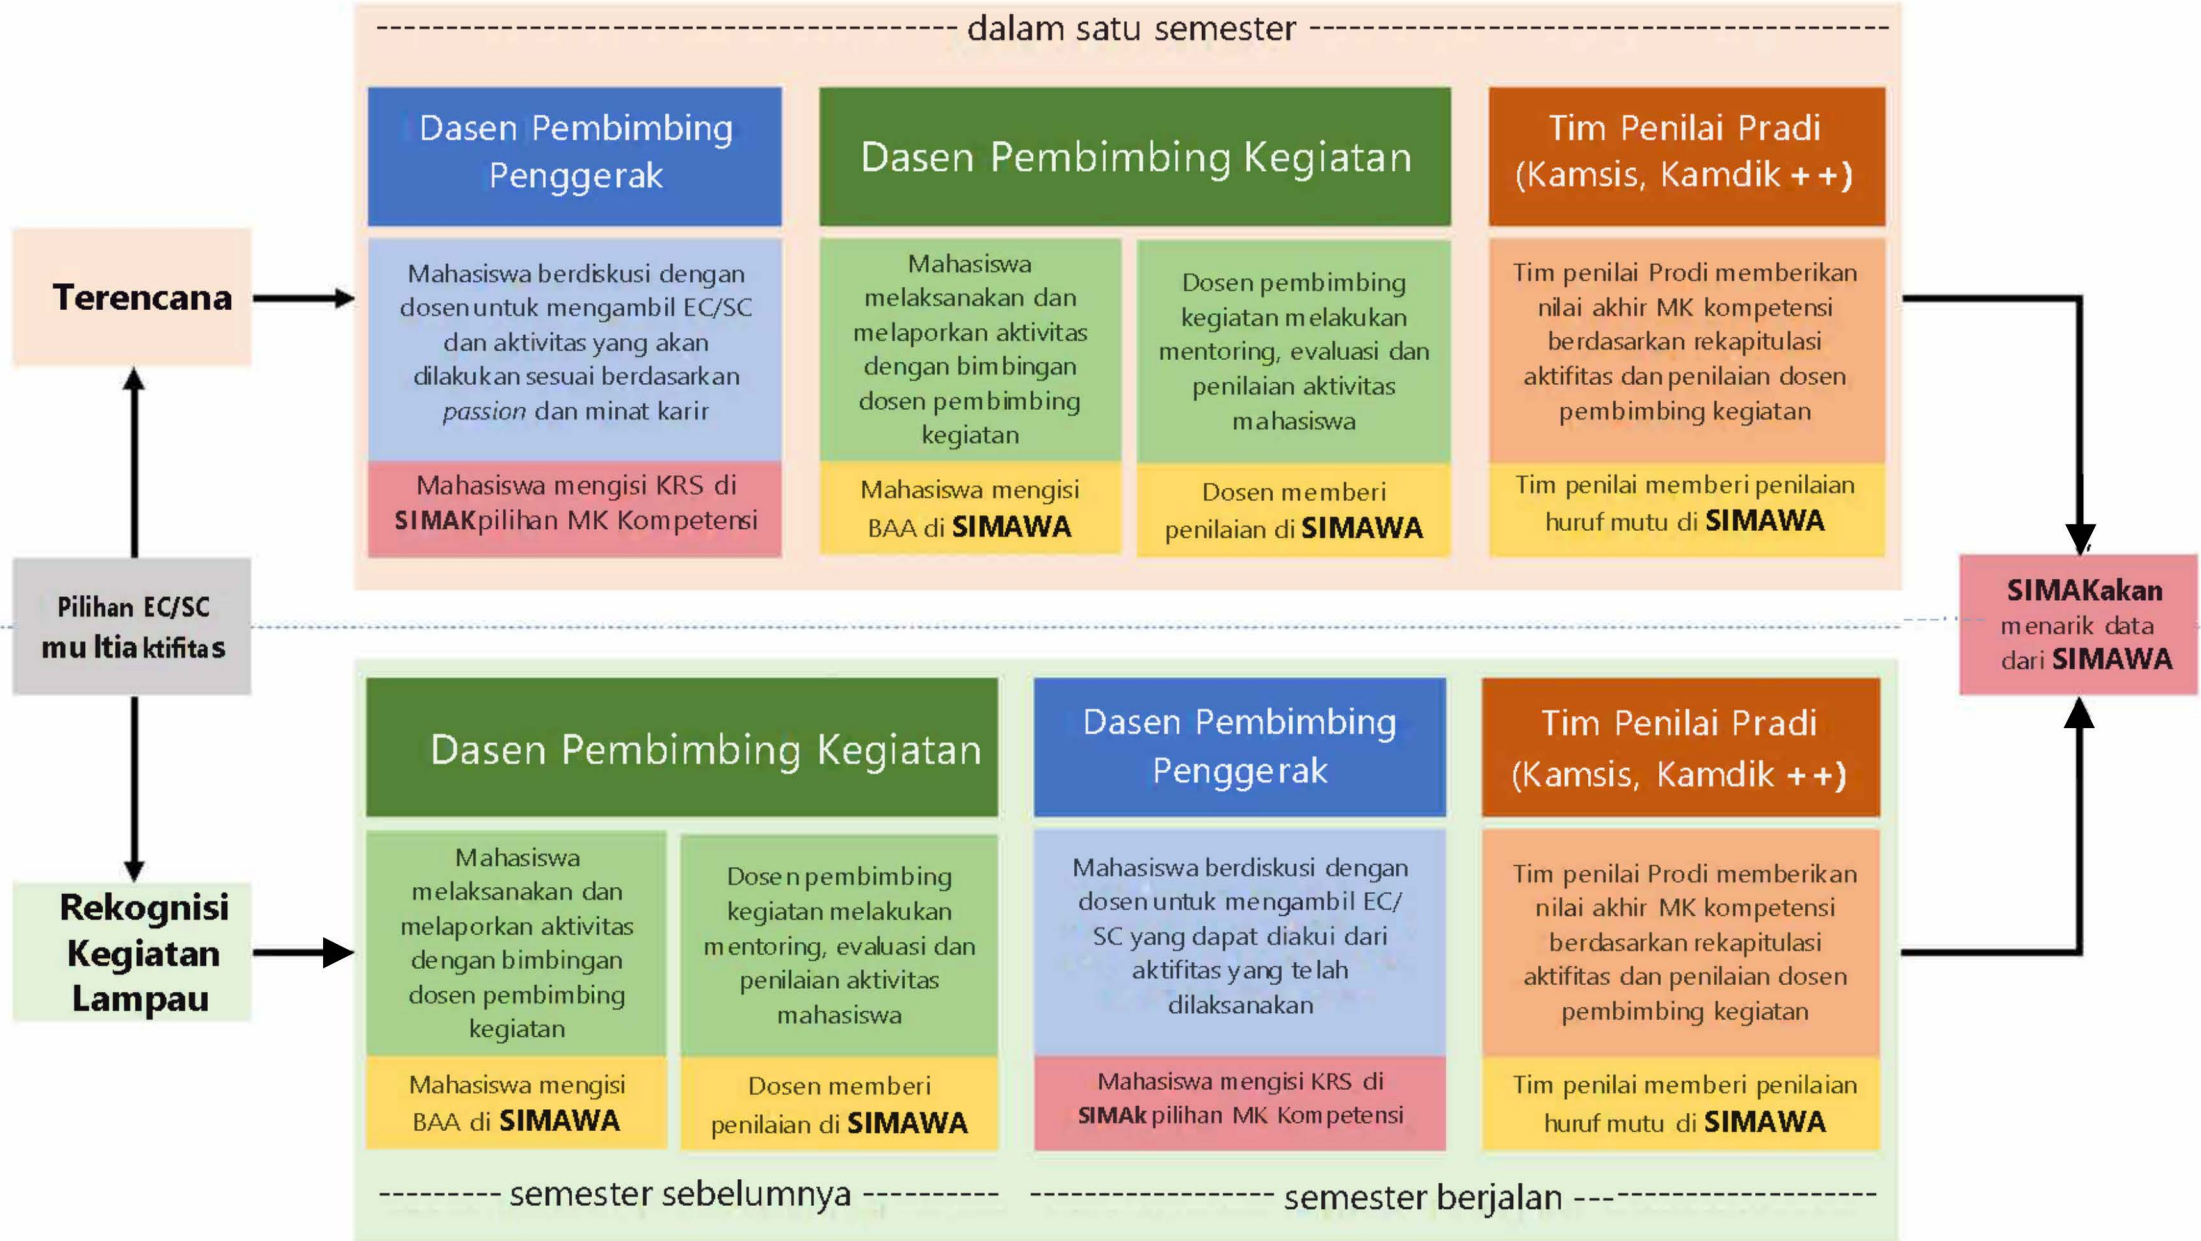 dalam satu semester
Dasen Pembimbing
Penggerak
Dasen Pembimbing Kegiatan
Tim Penilai Pradi
(Kamsis, Kamdik ++)
Terencana
Mahasiswa berdiskusi dengan
dosen untuk mengambil EC/SC
dan aktivitas yang akan
dilakukan sesuai berdasarkan
passion dan minat karir
Mahasiswa mengisi KRS di
SIMAK pilihan MK Kompetensi
Mahasiswa
melaksanakan dan
melaporkan aktivitas
dengan bimbingan
dosen pembimbing
kegiatan
Mahasiswa mengisi
BAA di SIMAWA
Dosen pembimbing
kegiatan melakukan
mentoring, evaluasi dan
penilaian aktivitas
mahasiswa
Dosen memberi
penilaian di SIMAWA
Tim penilai Prodi memberikan
nilai akhir MK kompetensi
berdasarkan rekapitulasi
aktifitas dan penilaian dosen
pembimbing kegiatan
Tim penilai memberi penilaian
huruf mutu di SIMAWA
Pilihan EC/SC
multiaktifitas
SIMAKakan
menarik data
dari SIMAWA
Rekognisi
Kegiatan
Lampau
Dasen Pembimbing Kegiatan
Dasen Pembimbing
Penggerak
Tim Penilai Pradi
(Kamsis, Kamdik ++)
Mahasiswa
melaksanakan dan
melaporkan aktivitas
dengan bimbingan
dosen pembimbing
kegiatan
Mahasiswa mengisi
BAA di SIMAWA
Dosen pembimbing
kegiatan melakukan
mentoring, evaluasi dan
penilaian aktivitas
mahasiswa
Dosen memberi
penilaian di SIMAWA
Mahasiswa berdiskusi dengan
dosen untuk mengambil EC/
SC yang dapat diakui dari
aktifitas yang telah
dilaksanakan
Mahasiswa mengisi KRS di
SIMAk pilihan MK Kompetensi
Tim penilai Prodi memberikan
nilai akhir MK kompetensi
berdasarkan rekapitulasi
aktifitas dan penilaian dosen
pembimbing kegiatan
Tim penilai memberi penilaian
huruf mutu di SIMAWA
semester sebelumnya
semester berjalan